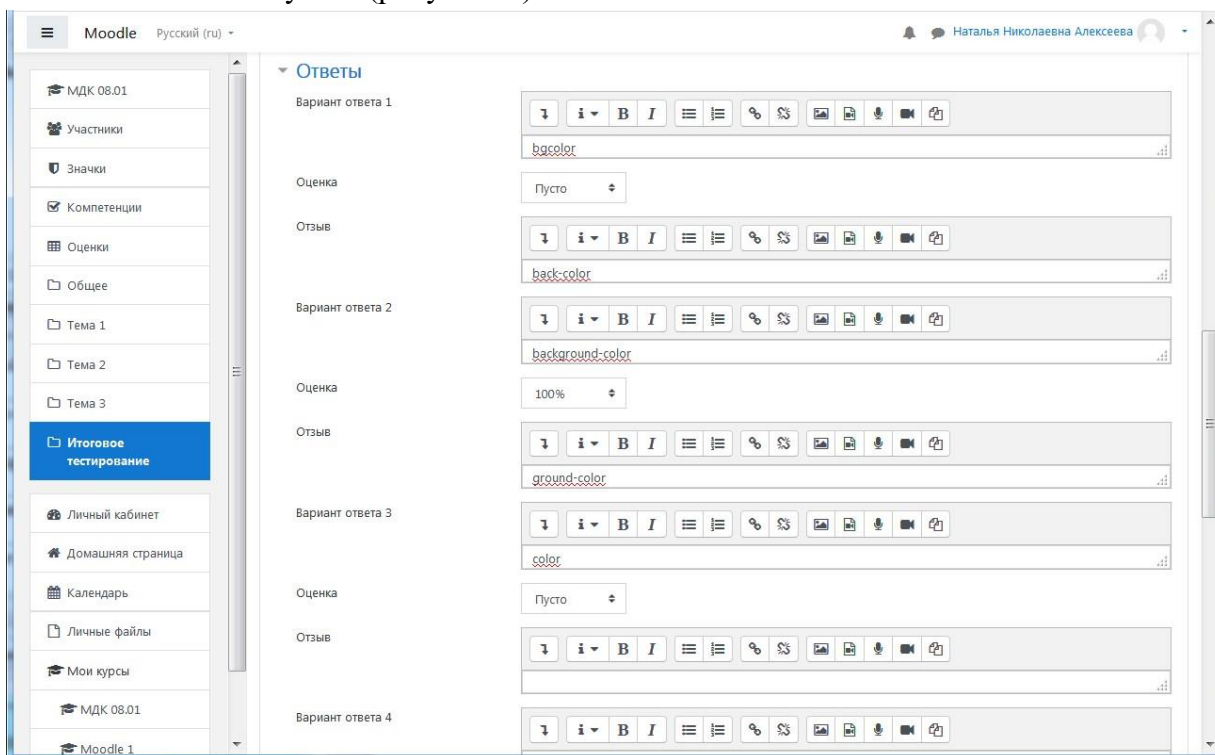 Moodle Русский (ru)
Наталья Николаевна Алексеева
МДК 08.01
Участники
Значки
Компетенции
Оценки
Общее
Тема 1
Тема 2
Тема 3
Итоговое
тестирование
Личный кабинет
Домашняя страница
Календарь
Личные файлы
Мои курсы
МДК 08.01
Moodle 1
Ответы
Вариант ответа 1
bgcolor
Оценка
Пусто
Отзыв
back-color
Вариант ответа 2
background-color
Оценка
100%
Отзыв
ground-color
Вариант ответа 3
color
Оценка
Пусто
Отзыв
Вариант ответа 4